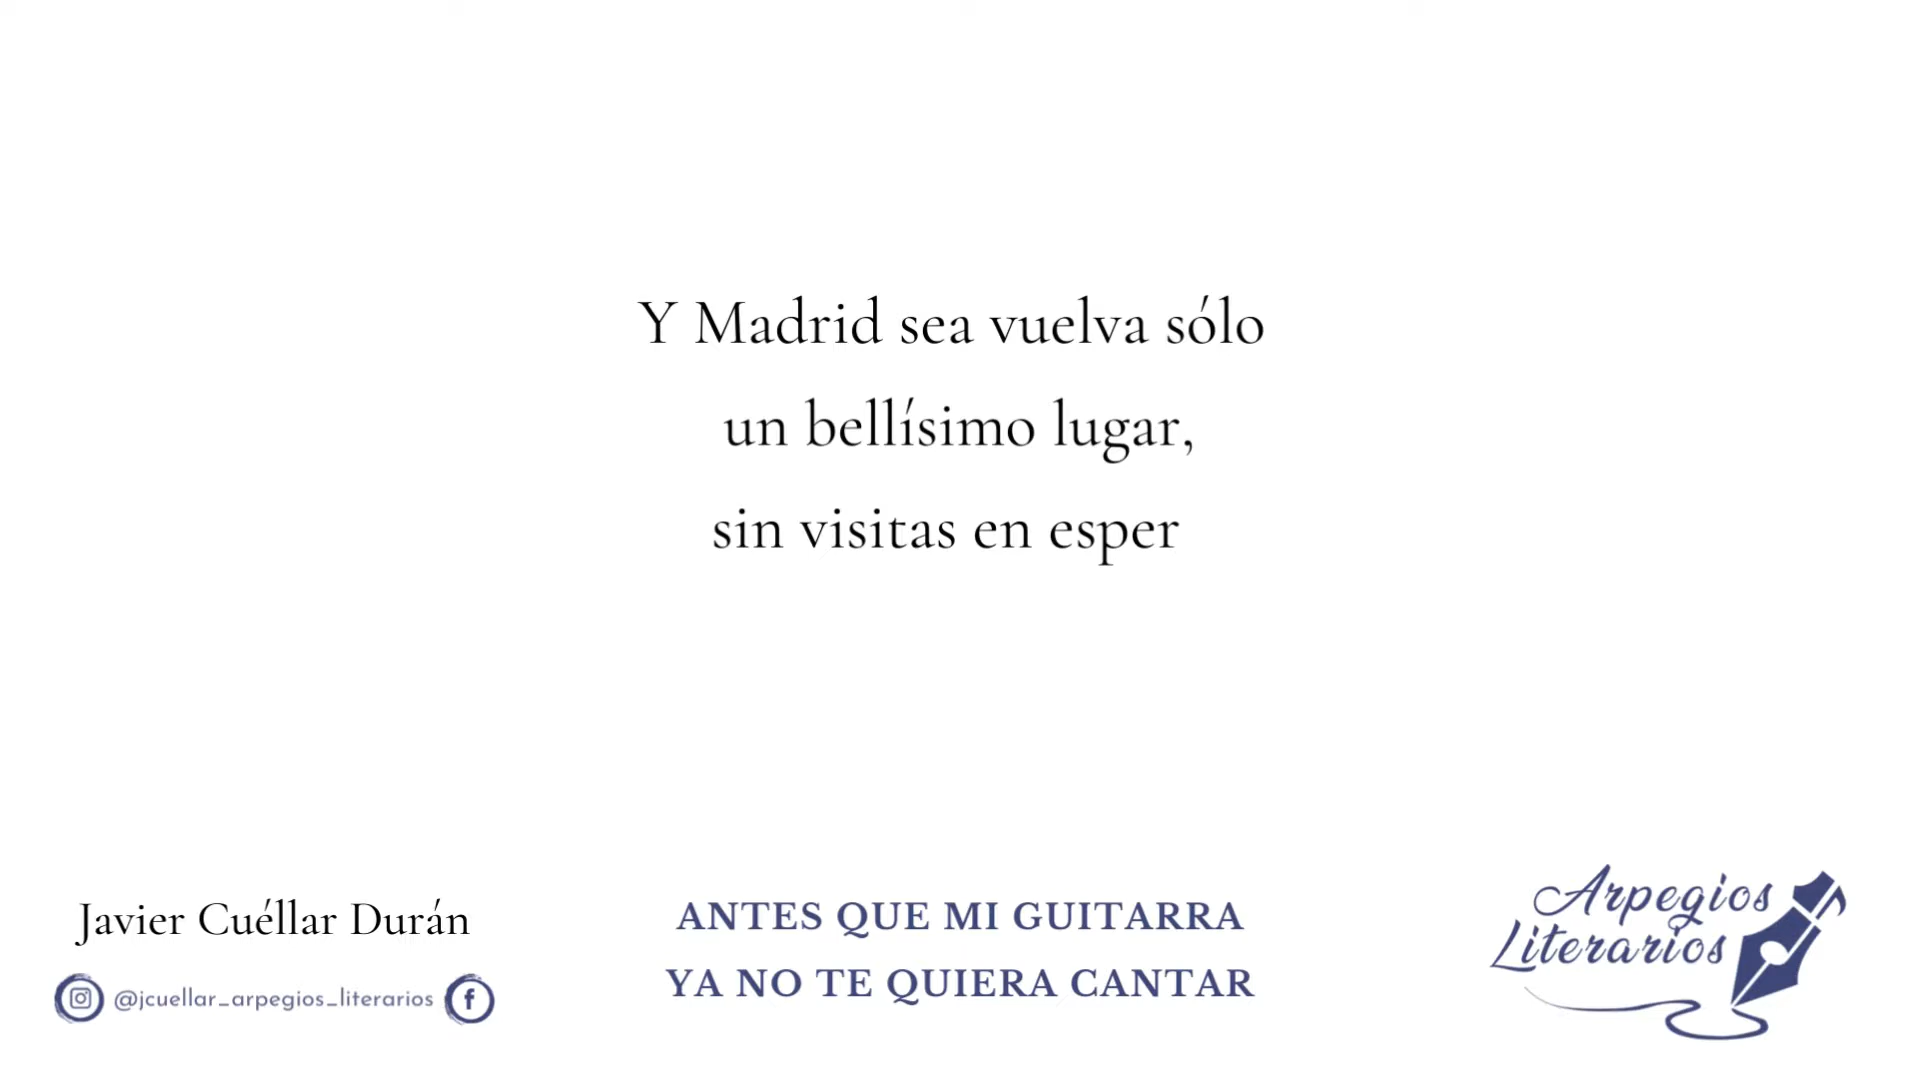 Y Madrid sea vuelva sólo
un bellísimo lugar,
sin visitas en esper
Javier Cuéllar Durán
@jcuellar_arpegios_literarios
ANTES QUE MI GUITARRA
YA NO TE QUIERA CANTAR
Arpegios
Literarios